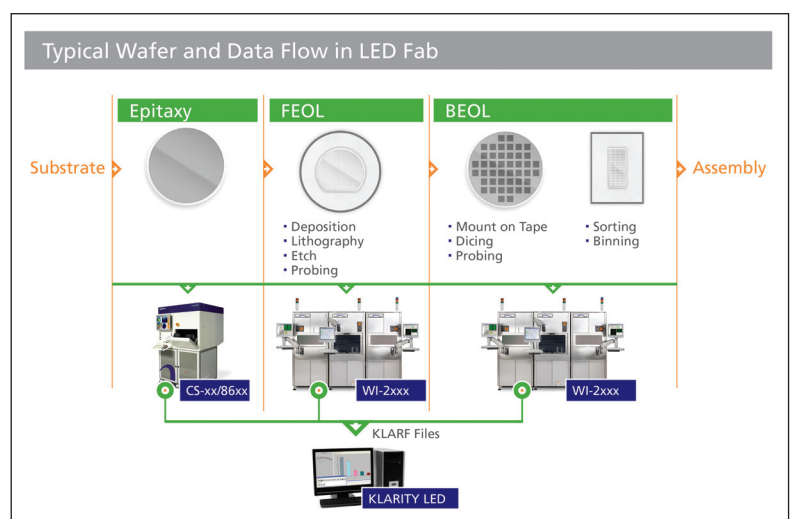 Typical Wafer and Data Flow in LED Fab
Epitaxy
FEOL
BEOL
Substrate
Assembly
▪ Deposition
▪ Lithography
▪ Etch
▪ Probing
▪ Mount on Tape
▪ Dicing
▪ Probing
▪ Sorting
▪ Binning
CS-xx/86xx
WI-2xxx
WI-2xxx
KLARF Files
KLARITY LED